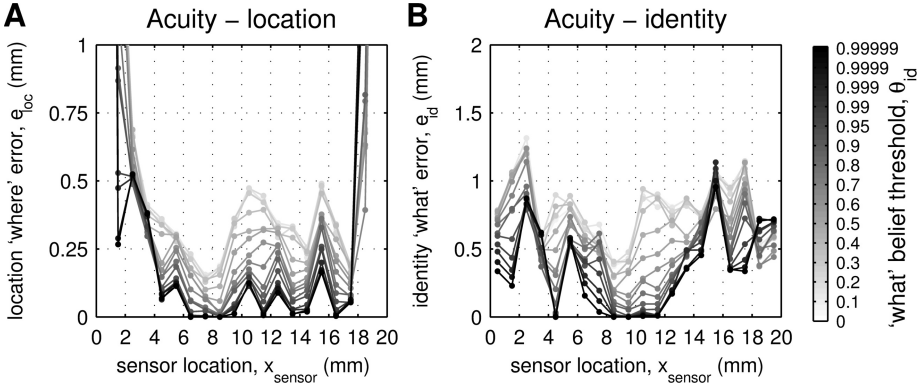 A
Acuity – location
location ‘where’ error, e_loc (mm)
1
0.75
0.5
0.25
0
0 2 4 6 8 10 12 14 16 18 20
sensor location, x_sensor (mm)
B
Acuity – identity
identity ‘what’ error, e_id (mm)
2
1.5
1
0.5
0
0 2 4 6 8 10 12 14 16 18 20
sensor location, x_sensor (mm)
0.99999
0.9999
0.999
0.99
0.95
0.9
0.8
0.7
0.6
0.5
0.4
0.3
0.2
0.1
0
‘what’ belief threshold, θ_id